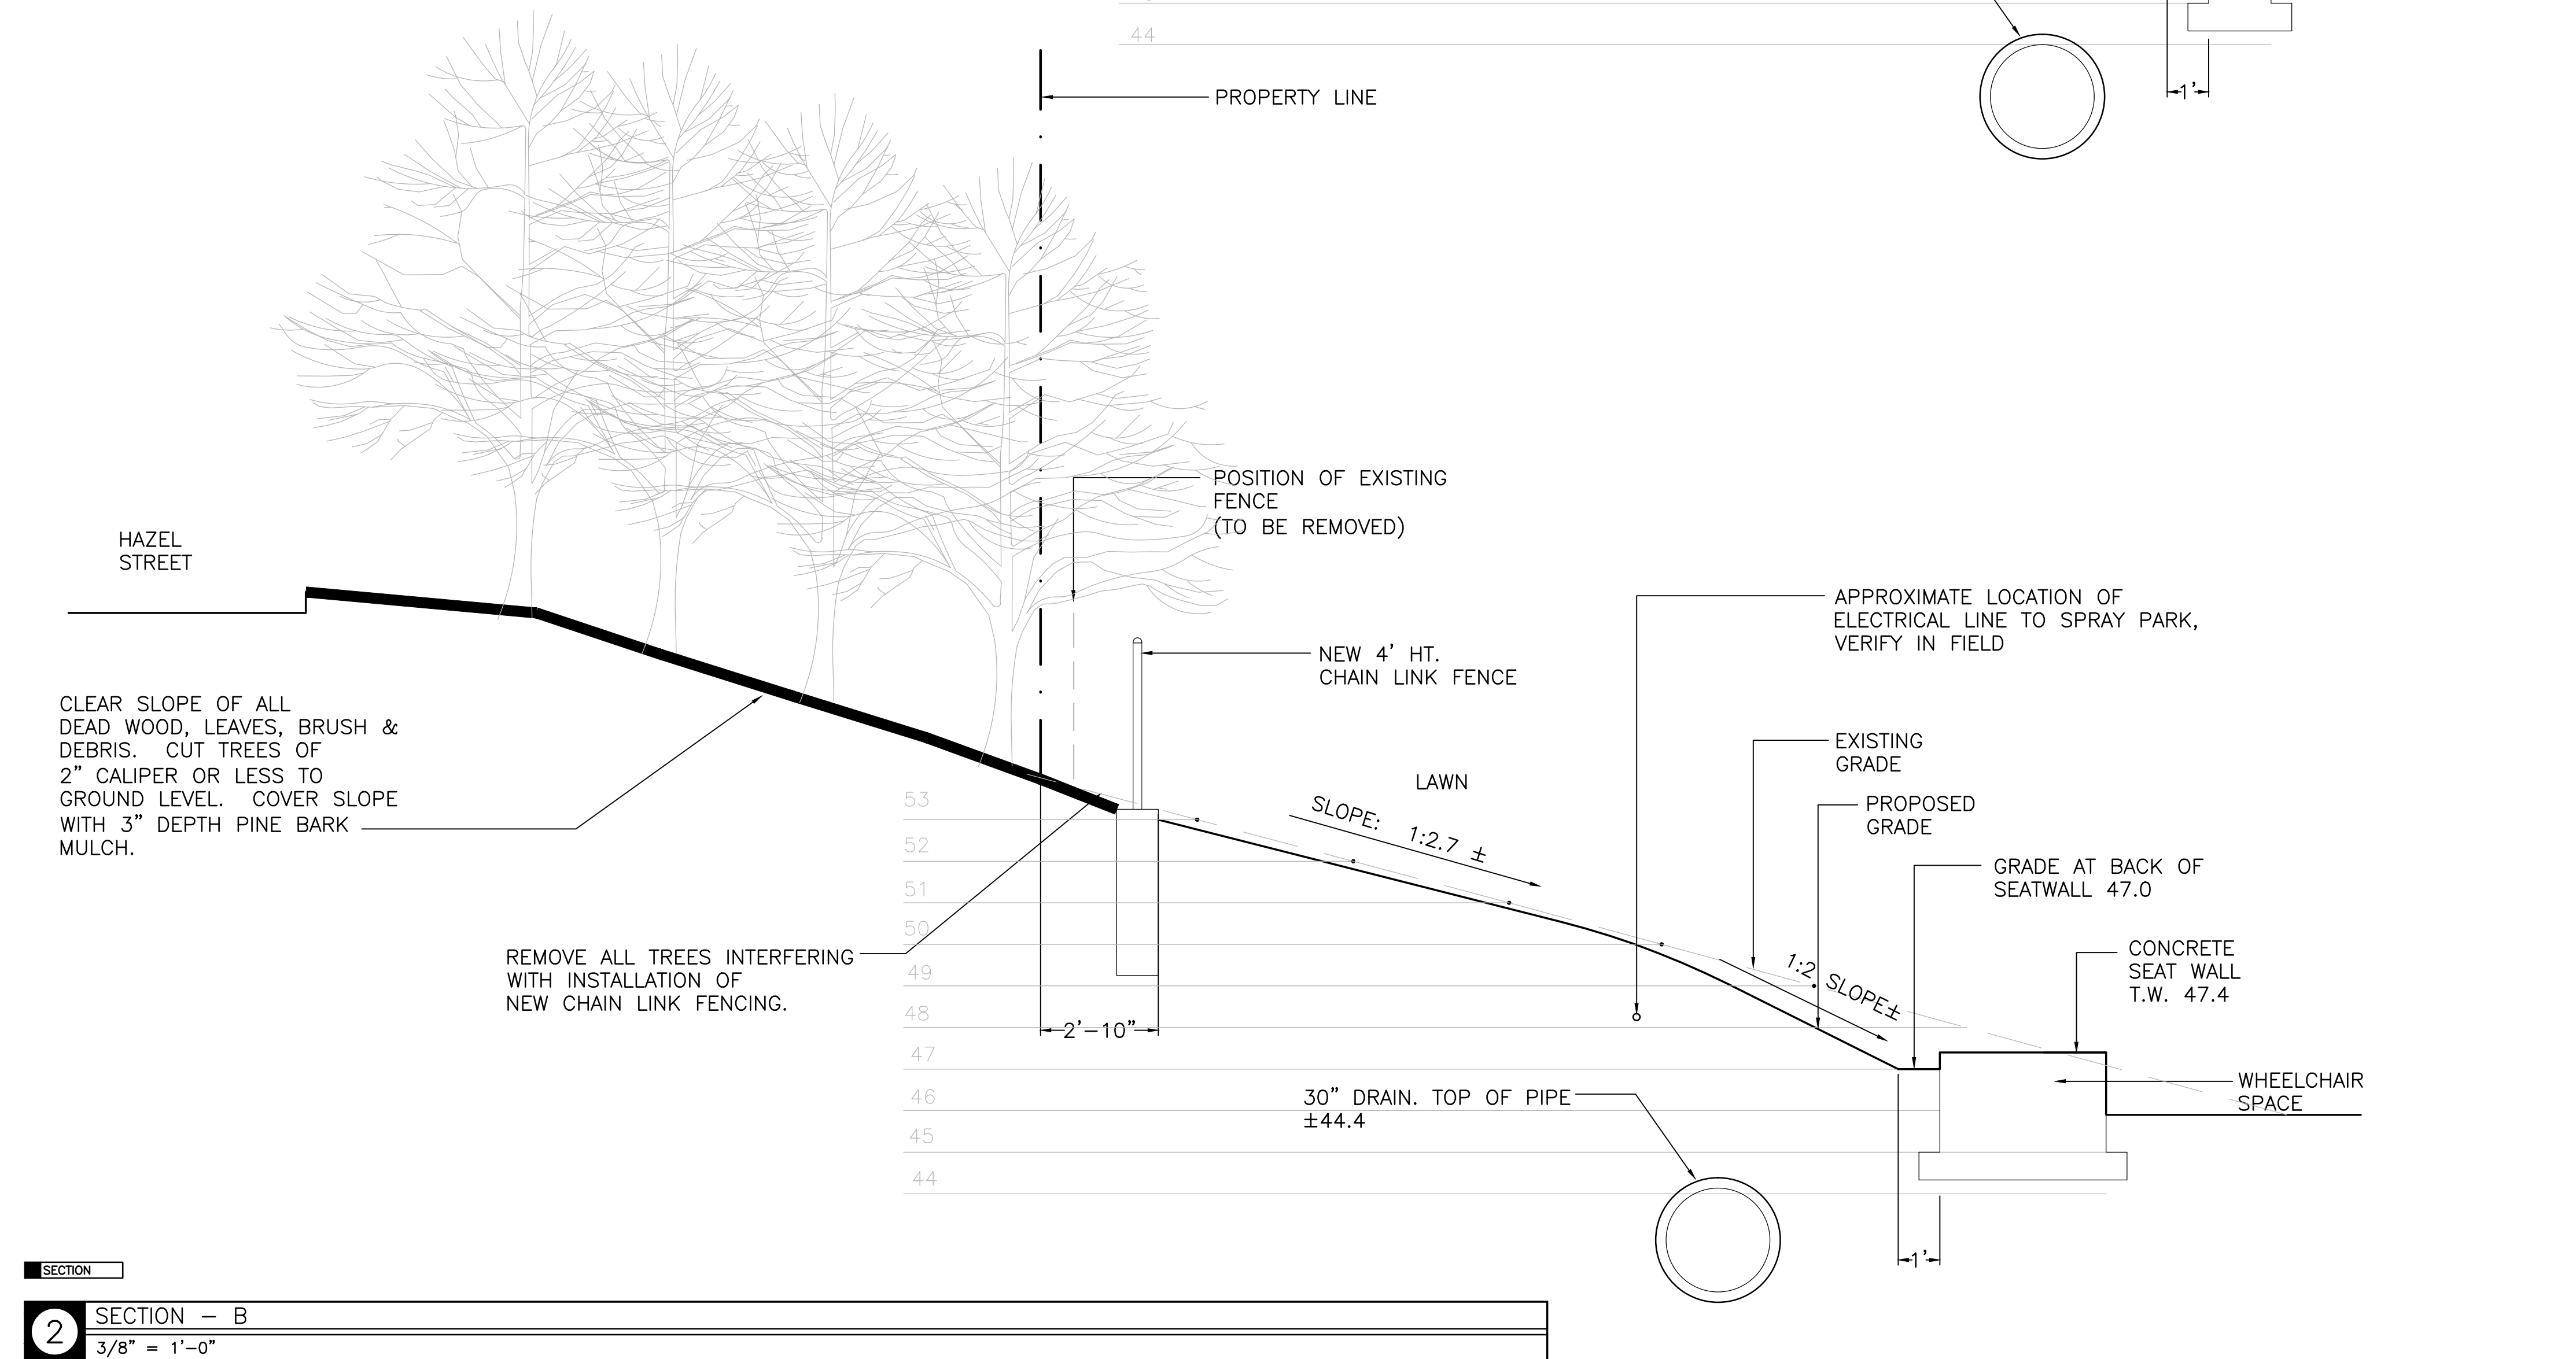 44
1'
PROPERTY LINE
POSITION OF EXISTING
FENCE
(TO BE REMOVED)
HAZEL
STREET
APPROXIMATE LOCATION OF
ELECTRICAL LINE TO SPRAY PARK,
VERIFY IN FIELD
NEW 4' HT.
CHAIN LINK FENCE
CLEAR SLOPE OF ALL
DEAD WOOD, LEAVES, BRUSH &
DEBRIS.  CUT TREES OF
2" CALIPER OR LESS TO
GROUND LEVEL.  COVER SLOPE
WITH 3" DEPTH PINE BARK
MULCH.
EXISTING
GRADE
LAWN
SLOPE:  1:2.7 ±
PROPOSED
GRADE
GRADE AT BACK OF
SEATWALL 47.0
53
52
51
50
49
48
47
46
45
44
REMOVE ALL TREES INTERFERING
WITH INSTALLATION OF
NEW CHAIN LINK FENCING.
1:2 SLOPE±
CONCRETE
SEAT WALL
T.W. 47.4
2'-10"
WHEELCHAIR
SPACE
30" DRAIN. TOP OF PIPE
±44.4
1'
SECTION
2
SECTION - B
3/8" = 1'-0"